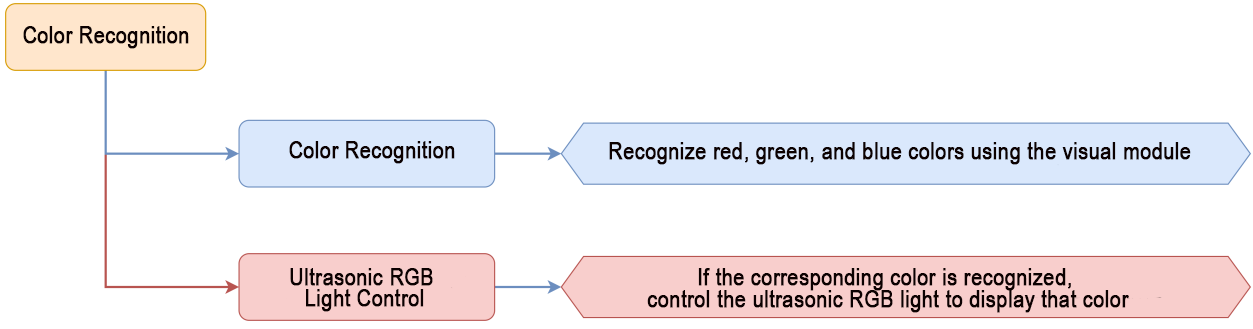 Color Recognition
Color Recognition
Recognize red, green, and blue colors using the visual module
Ultrasonic RGB
Light Control
If the corresponding color is recognized,
control the ultrasonic RGB light to display that color